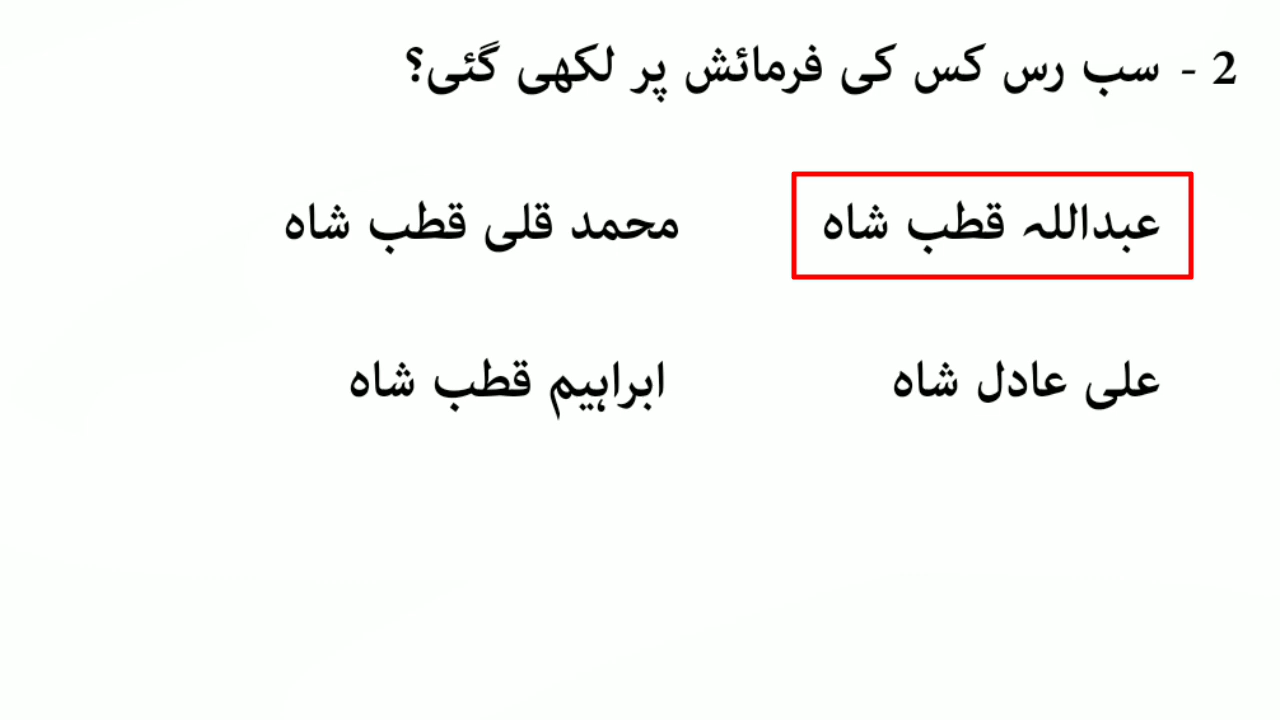 2 - سب رس کس کی فرمائش پر لکھی گئی؟
عبداللہ قطب شاہ محمد قلی قطب شاہ
علی عادل شاہ ابراہیم قطب شاہ